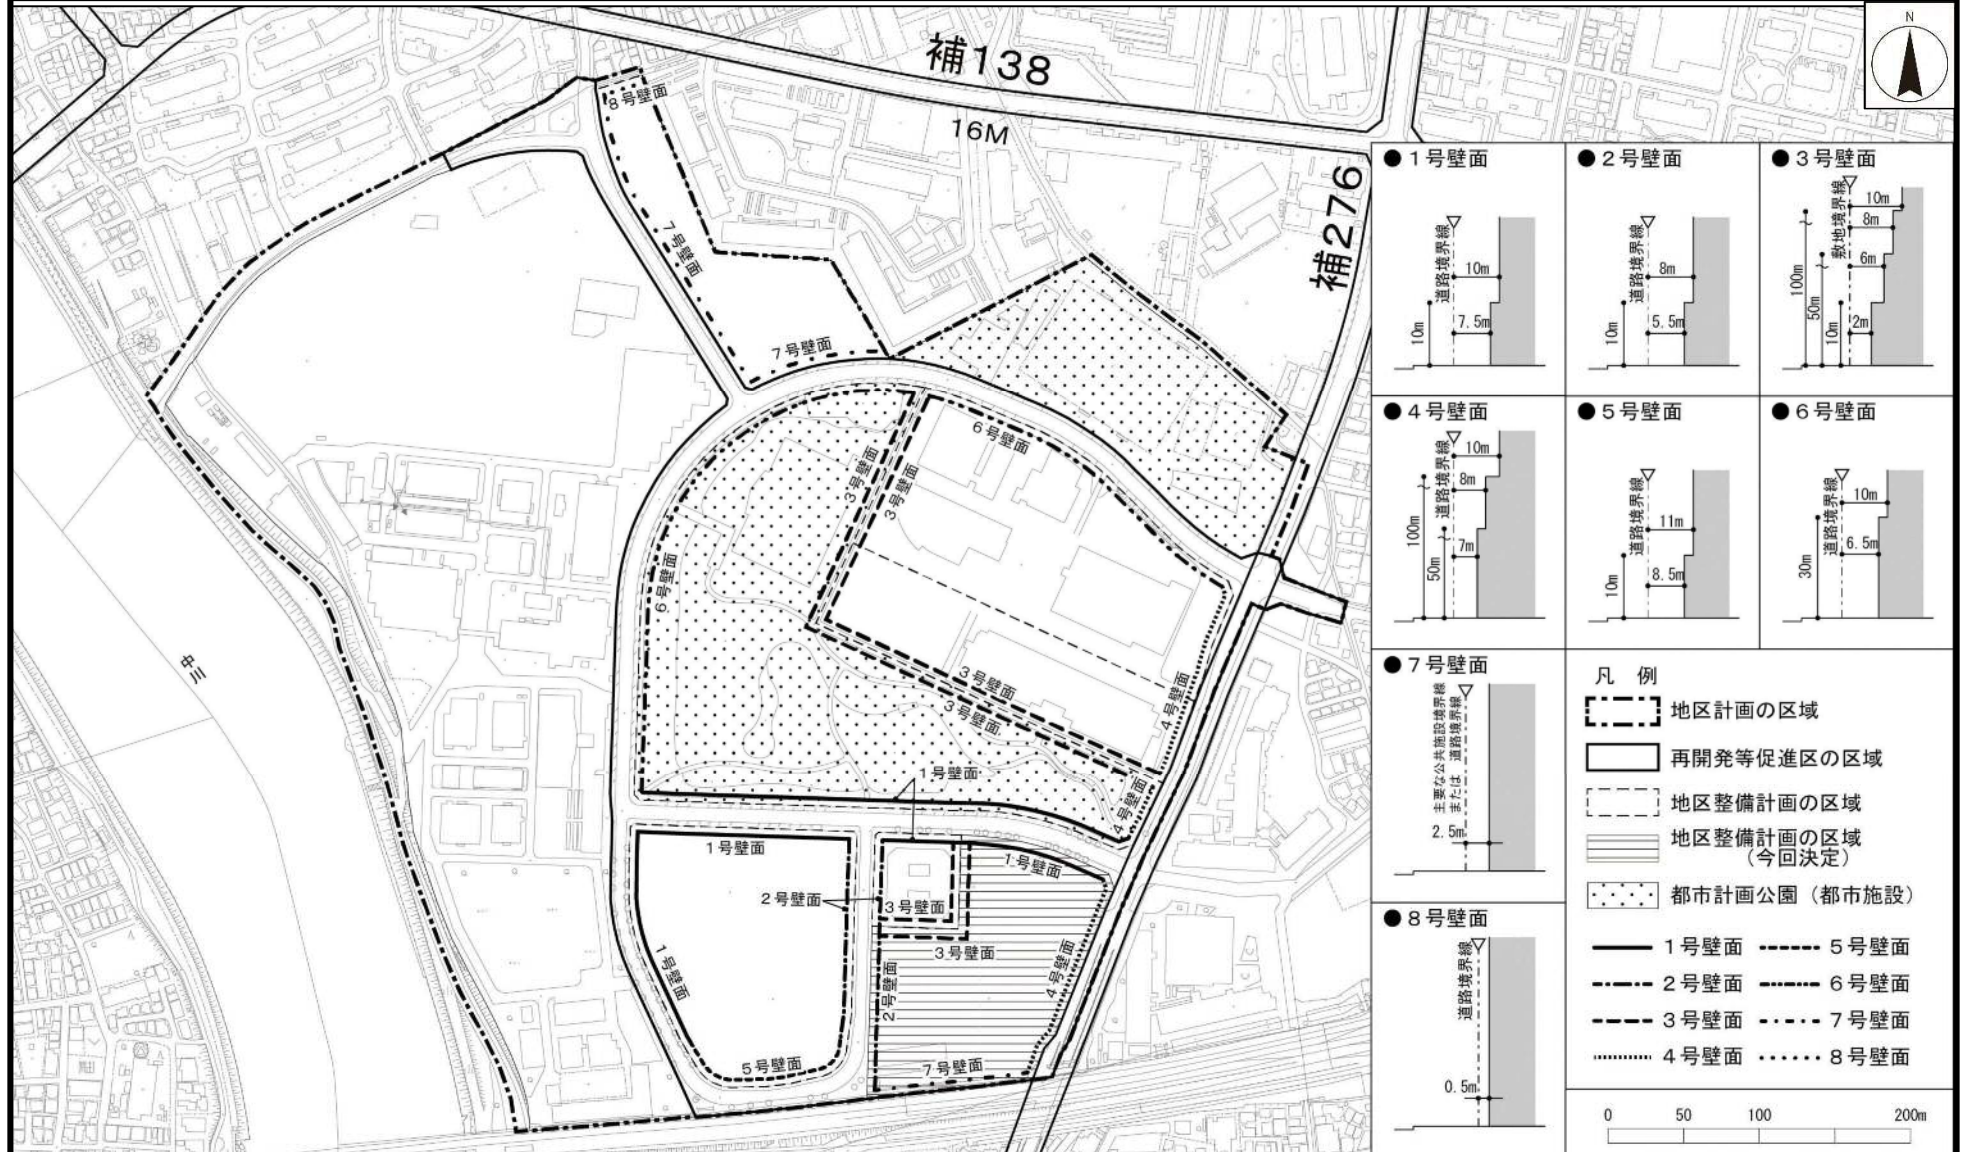 N
補138
16M
補276
8号壁面
7号壁面
7号壁面
6号壁面
3号壁面
3号壁面
6号壁面
3号壁面
3号壁面
4号壁面
4号壁面
1号壁面
1号壁面
1号壁面
2号壁面
3号壁面
3号壁面
1号壁面
2号壁面
4号壁面
5号壁面
7号壁面
中川
●1号壁面
道路境界線
10m
7.5m
10m
●2号壁面
道路境界線
8m
5.5m
10m
●3号壁面
敷地境界線
10m
8m
6m
2m
100m
50m
10m
●4号壁面
道路境界線
10m
8m
7m
100m
50m
●5号壁面
道路境界線
11m
8.5m
10m
●6号壁面
道路境界線
10m
6.5m
30m
●7号壁面
主要な公共施設境界線
または 道路境界線
2.5m
●8号壁面
道路境界線
0.5m
凡 例
地区計画の区域
再開発等促進区の区域
地区整備計画の区域
地区整備計画の区域
（今回決定）
都市計画公園（都市施設）
1号壁面 5号壁面
2号壁面 6号壁面
3号壁面 7号壁面
4号壁面 8号壁面
0 50 100 200m